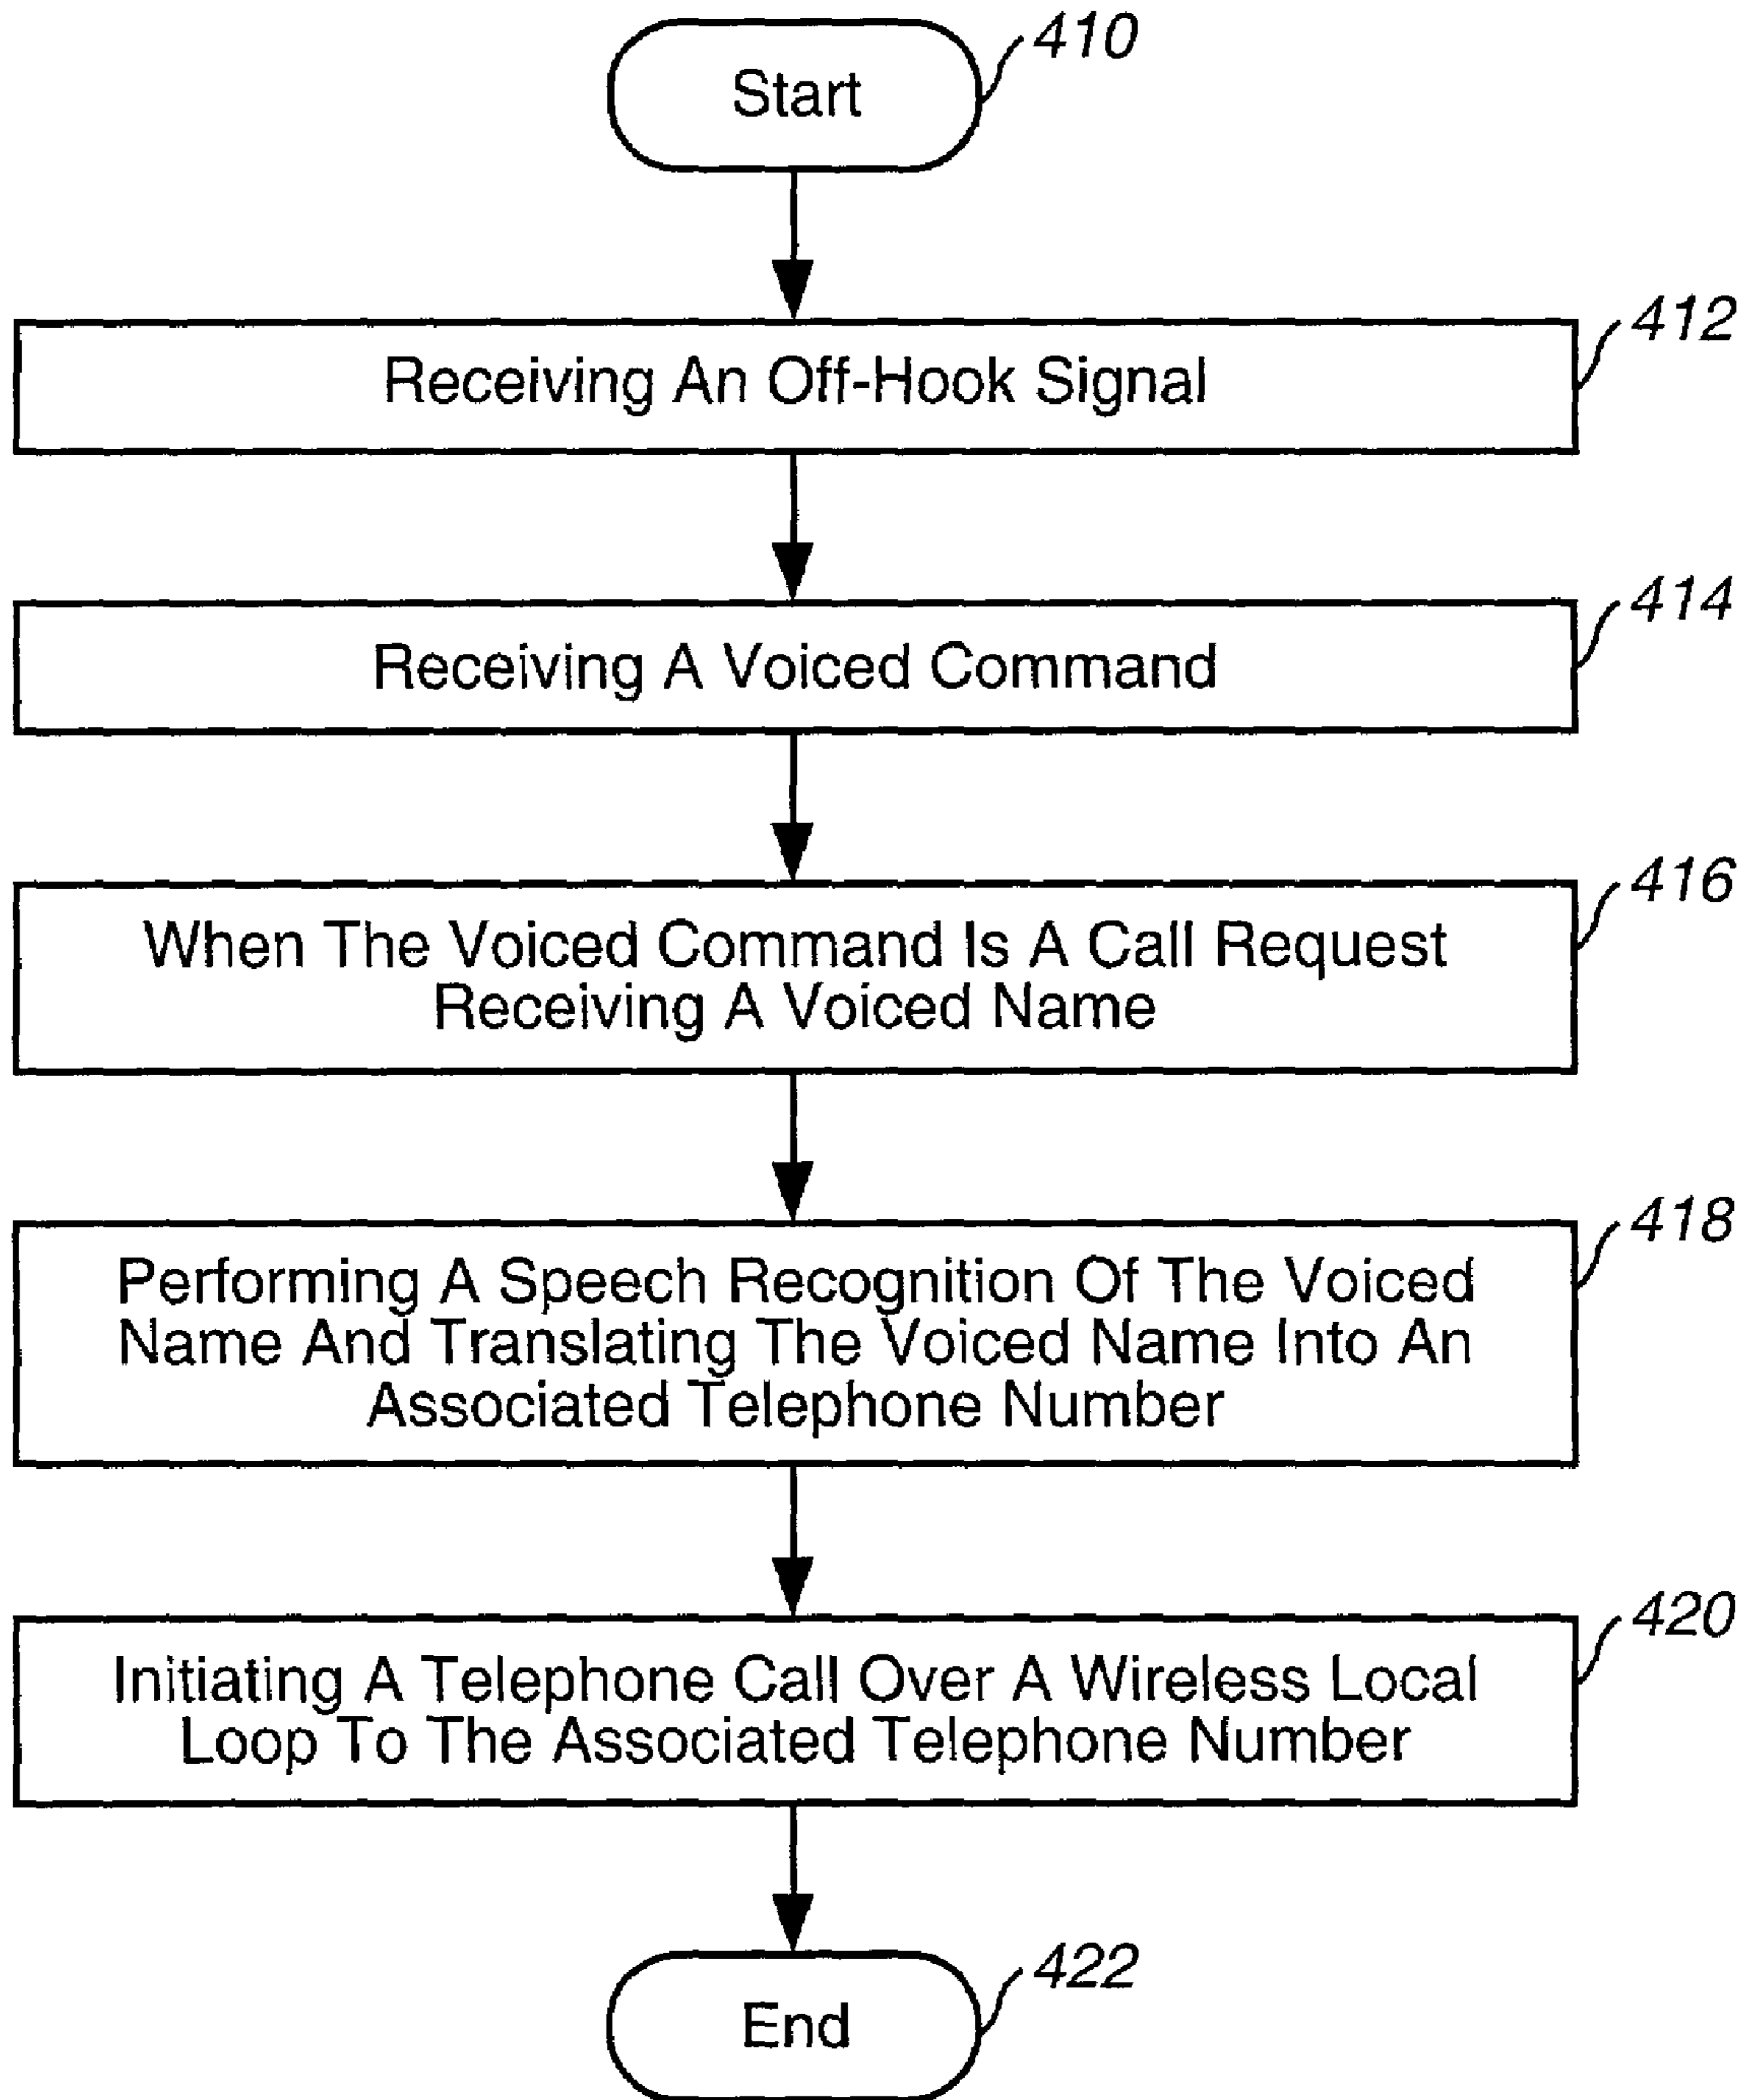 Start
410
Receiving An Off-Hook Signal
412
Receiving A Voiced Command
414
When The Voiced Command Is A Call Request
Receiving A Voiced Name
416
Performing A Speech Recognition Of The Voiced
Name And Translating The Voiced Name Into An
Associated Telephone Number
418
Initiating A Telephone Call Over A Wireless Local
Loop To The Associated Telephone Number
420
End
422